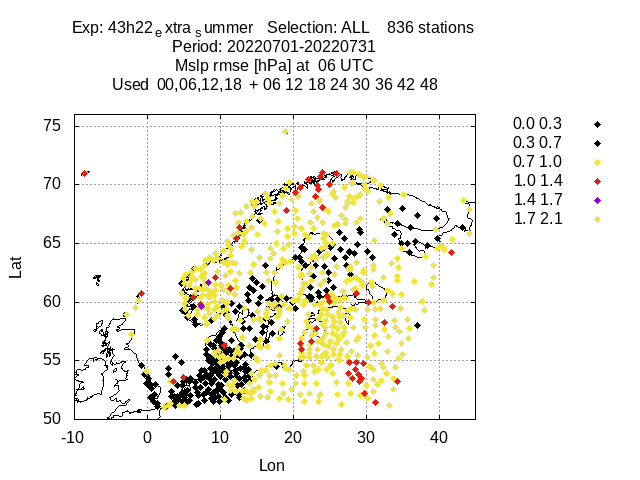 Exp: 43h22extrasummer Selection: ALL 836 stations
Period: 20220701-20220731
Mslp rmse [hPa] at 06 UTC
Used 00,06,12,18 + 06 12 18 24 30 36 42 48
0.0 0.3
0.3 0.7
0.7 1.0
1.0 1.4
1.4 1.7
1.7 2.1
75
70
65
60
55
50
Lat
-10 0 10 20 30 40
Lon